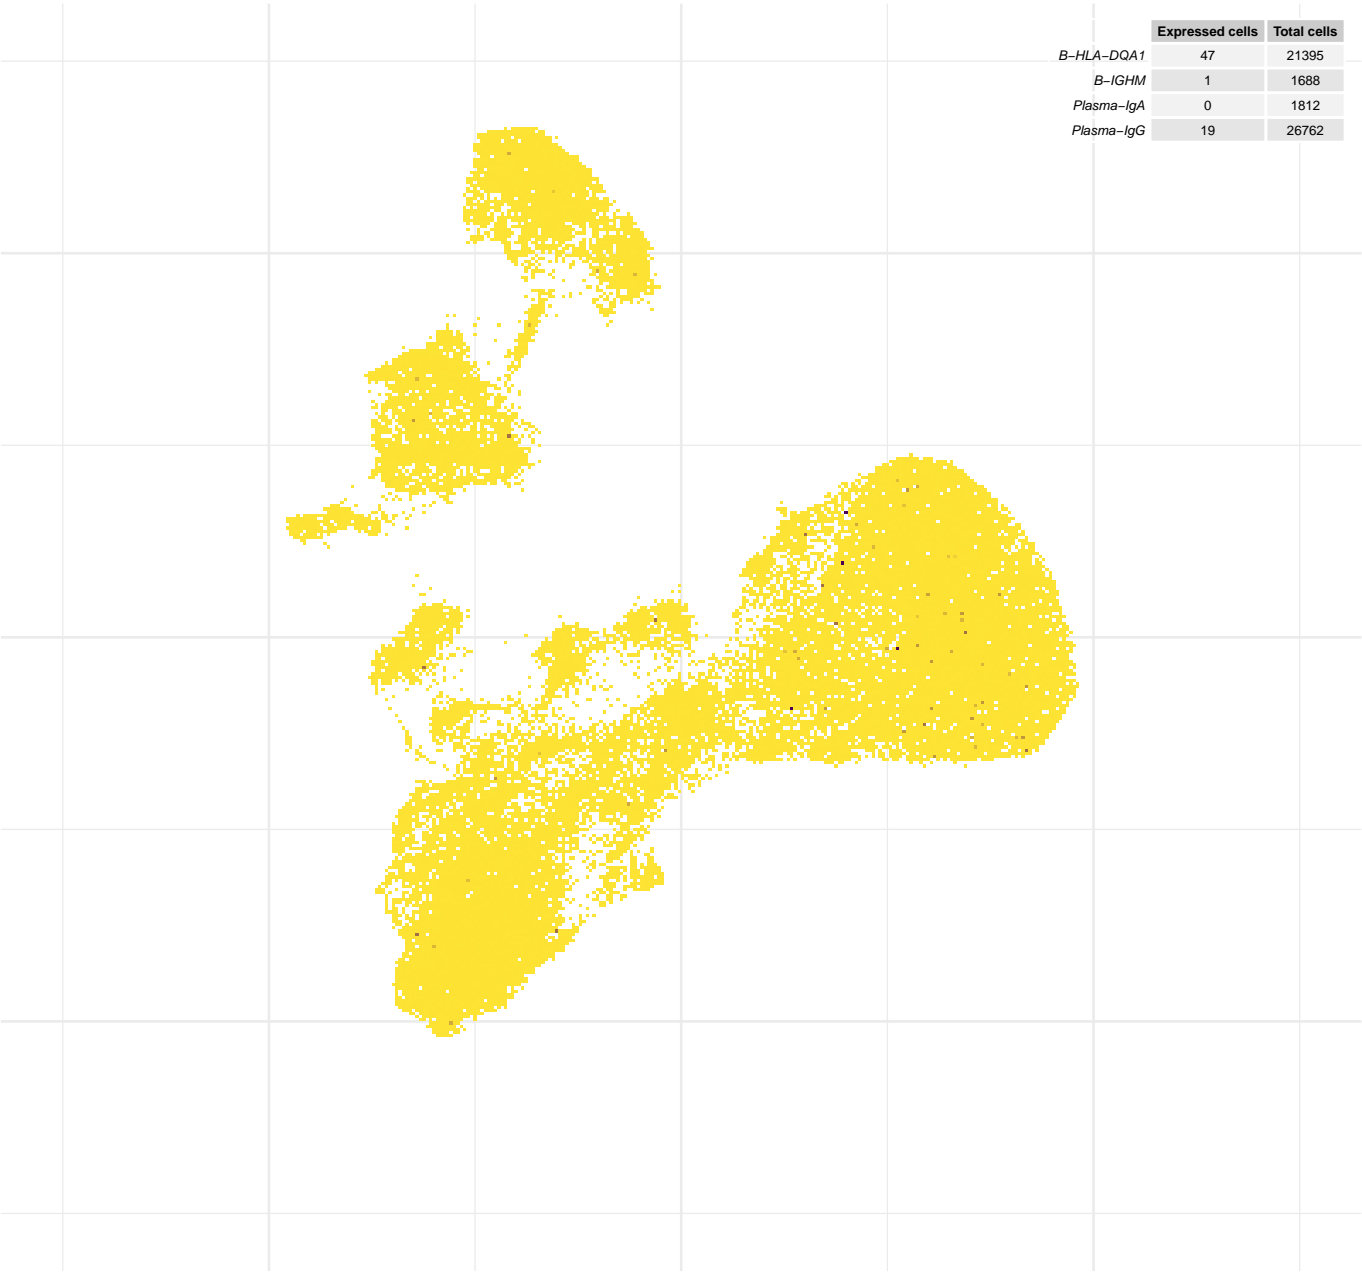 Expressed cells Total cells
B−HLA−DQA1 47 21395
B−IGHM 1 1688
Plasma−IgA 0 1812
Plasma−IgG 19 26762